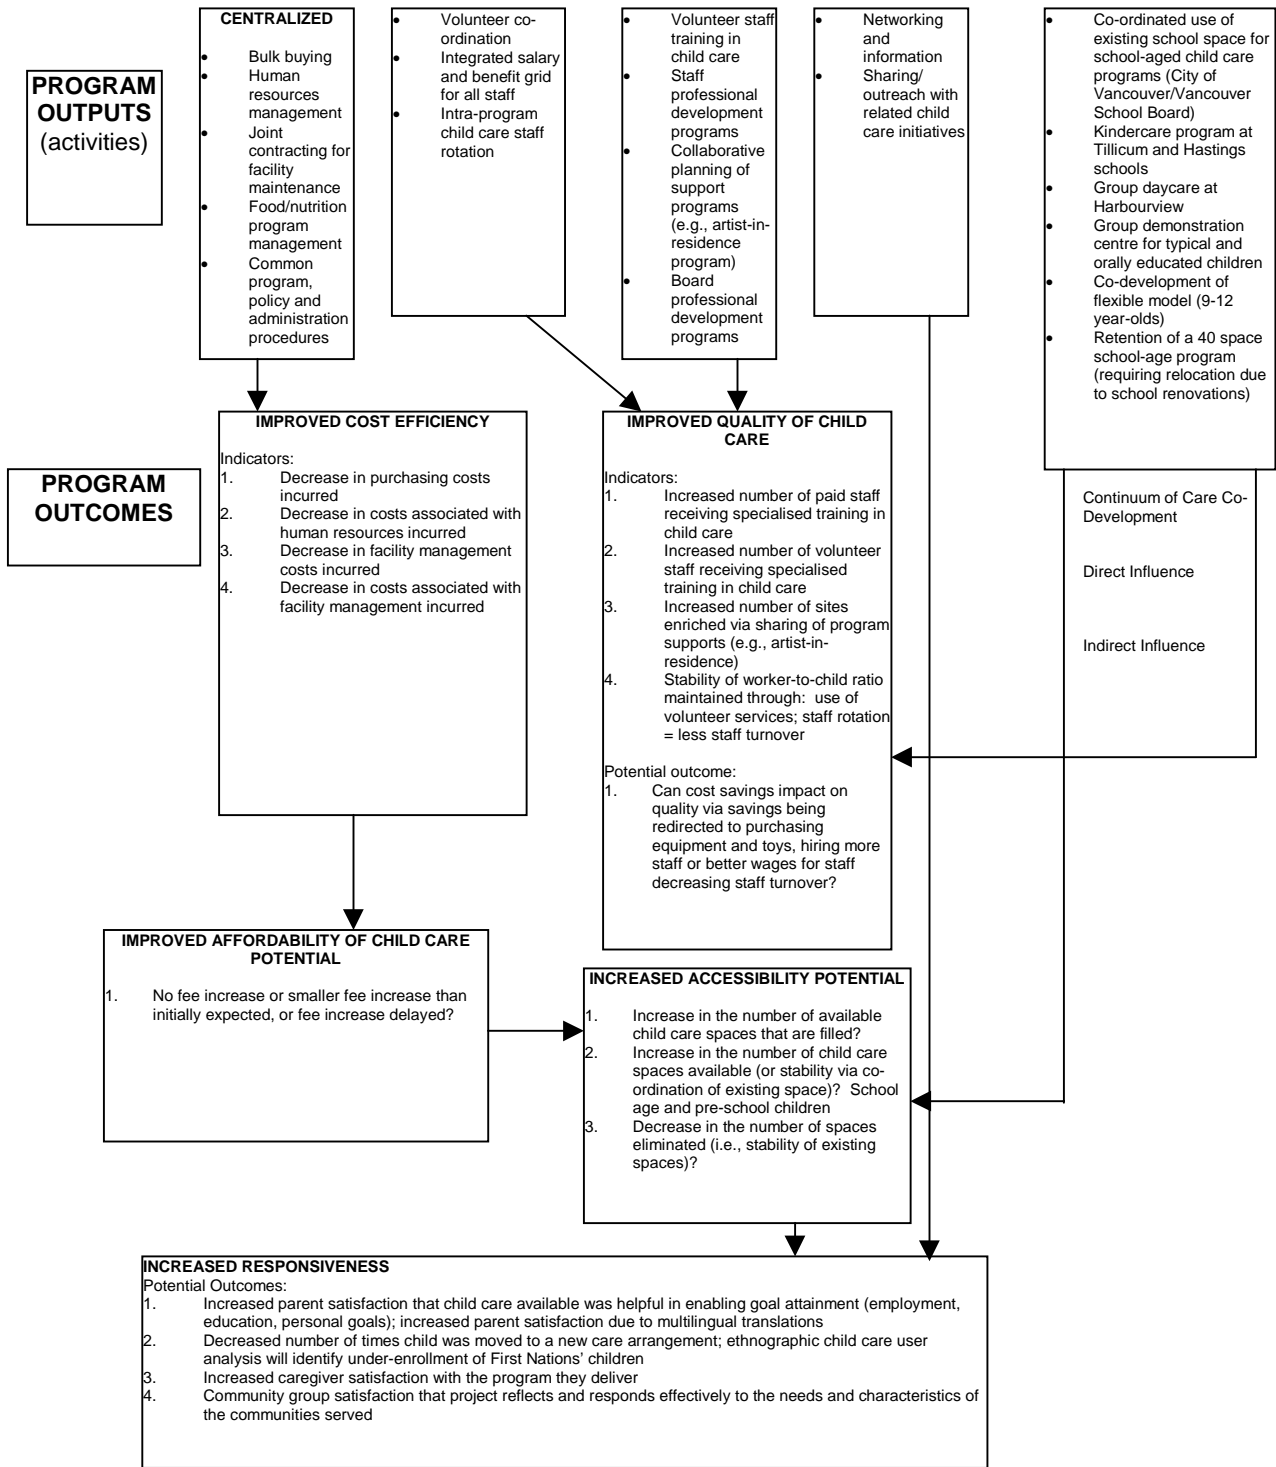 PROGRAM
OUTPUTS
(activities)
CENTRALIZED
• Bulk buying
• Human
resources
management
• Joint
contracting for
facility
maintenance
• Food/nutrition
program
management
• Common
program,
policy and
administration
procedures
• Volunteer co-
ordination
• Integrated salary
and benefit grid
for all staff
• Intra-program
child care staff
rotation
• Volunteer staff
training in
child care
• Staff
professional
development
programs
• Collaborative
planning of
support
programs
(e.g., artist-in-
residence
program)
• Board
professional
development
programs
• Networking
and
information
• Sharing/
outreach with
related child
care initiatives
• Co-ordinated use of
existing school space for
school-aged child care
programs (City of
Vancouver/Vancouver
School Board)
• Kindercare program at
Tillicum and Hastings
schools
• Group daycare at
Harbourview
• Group demonstration
centre for typical and
orally educated children
• Co-development of
flexible model (9-12
year-olds)
• Retention of a 40 space
school-age program
(requiring relocation due
to school renovations)
PROGRAM
OUTCOMES
IMPROVED COST EFFICIENCY
Indicators:
1. Decrease in purchasing costs
incurred
2. Decrease in costs associated with
human resources incurred
3. Decrease in facility management
costs incurred
4. Decrease in costs associated with
facility management incurred
IMPROVED QUALITY OF CHILD
CARE
Indicators:
1. Increased number of paid staff
receiving specialised training in
child care
2. Increased number of volunteer
staff receiving specialised
training in child care
3. Increased number of sites
enriched via sharing of program
supports (e.g., artist-in-
residence)
4. Stability of worker-to-child ratio
maintained through: use of
volunteer services; staff rotation
= less staff turnover
Potential outcome:
1. Can cost savings impact on
quality via savings being
redirected to purchasing
equipment and toys, hiring more
staff or better wages for staff
decreasing staff turnover?
Continuum of Care Co-
Development
Direct Influence
Indirect Influence
IMPROVED AFFORDABILITY OF CHILD CARE
POTENTIAL
1. No fee increase or smaller fee increase than
initially expected, or fee increase delayed?
INCREASED ACCESSIBILITY POTENTIAL
1. Increase in the number of available
child care spaces that are filled?
2. Increase in the number of child care
spaces available (or stability via co-
ordination of existing space)? School
age and pre-school children
3. Decrease in the number of spaces
eliminated (i.e., stability of existing
spaces)?
INCREASED RESPONSIVENESS
Potential Outcomes:
1. Increased parent satisfaction that child care available was helpful in enabling goal attainment (employment,
education, personal goals); increased parent satisfaction due to multilingual translations
2. Decreased number of times child was moved to a new care arrangement; ethnographic child care user
analysis will identify under-enrollment of First Nations' children
3. Increased caregiver satisfaction with the program they deliver
4. Community group satisfaction that project reflects and responds effectively to the needs and characteristics of
the communities served